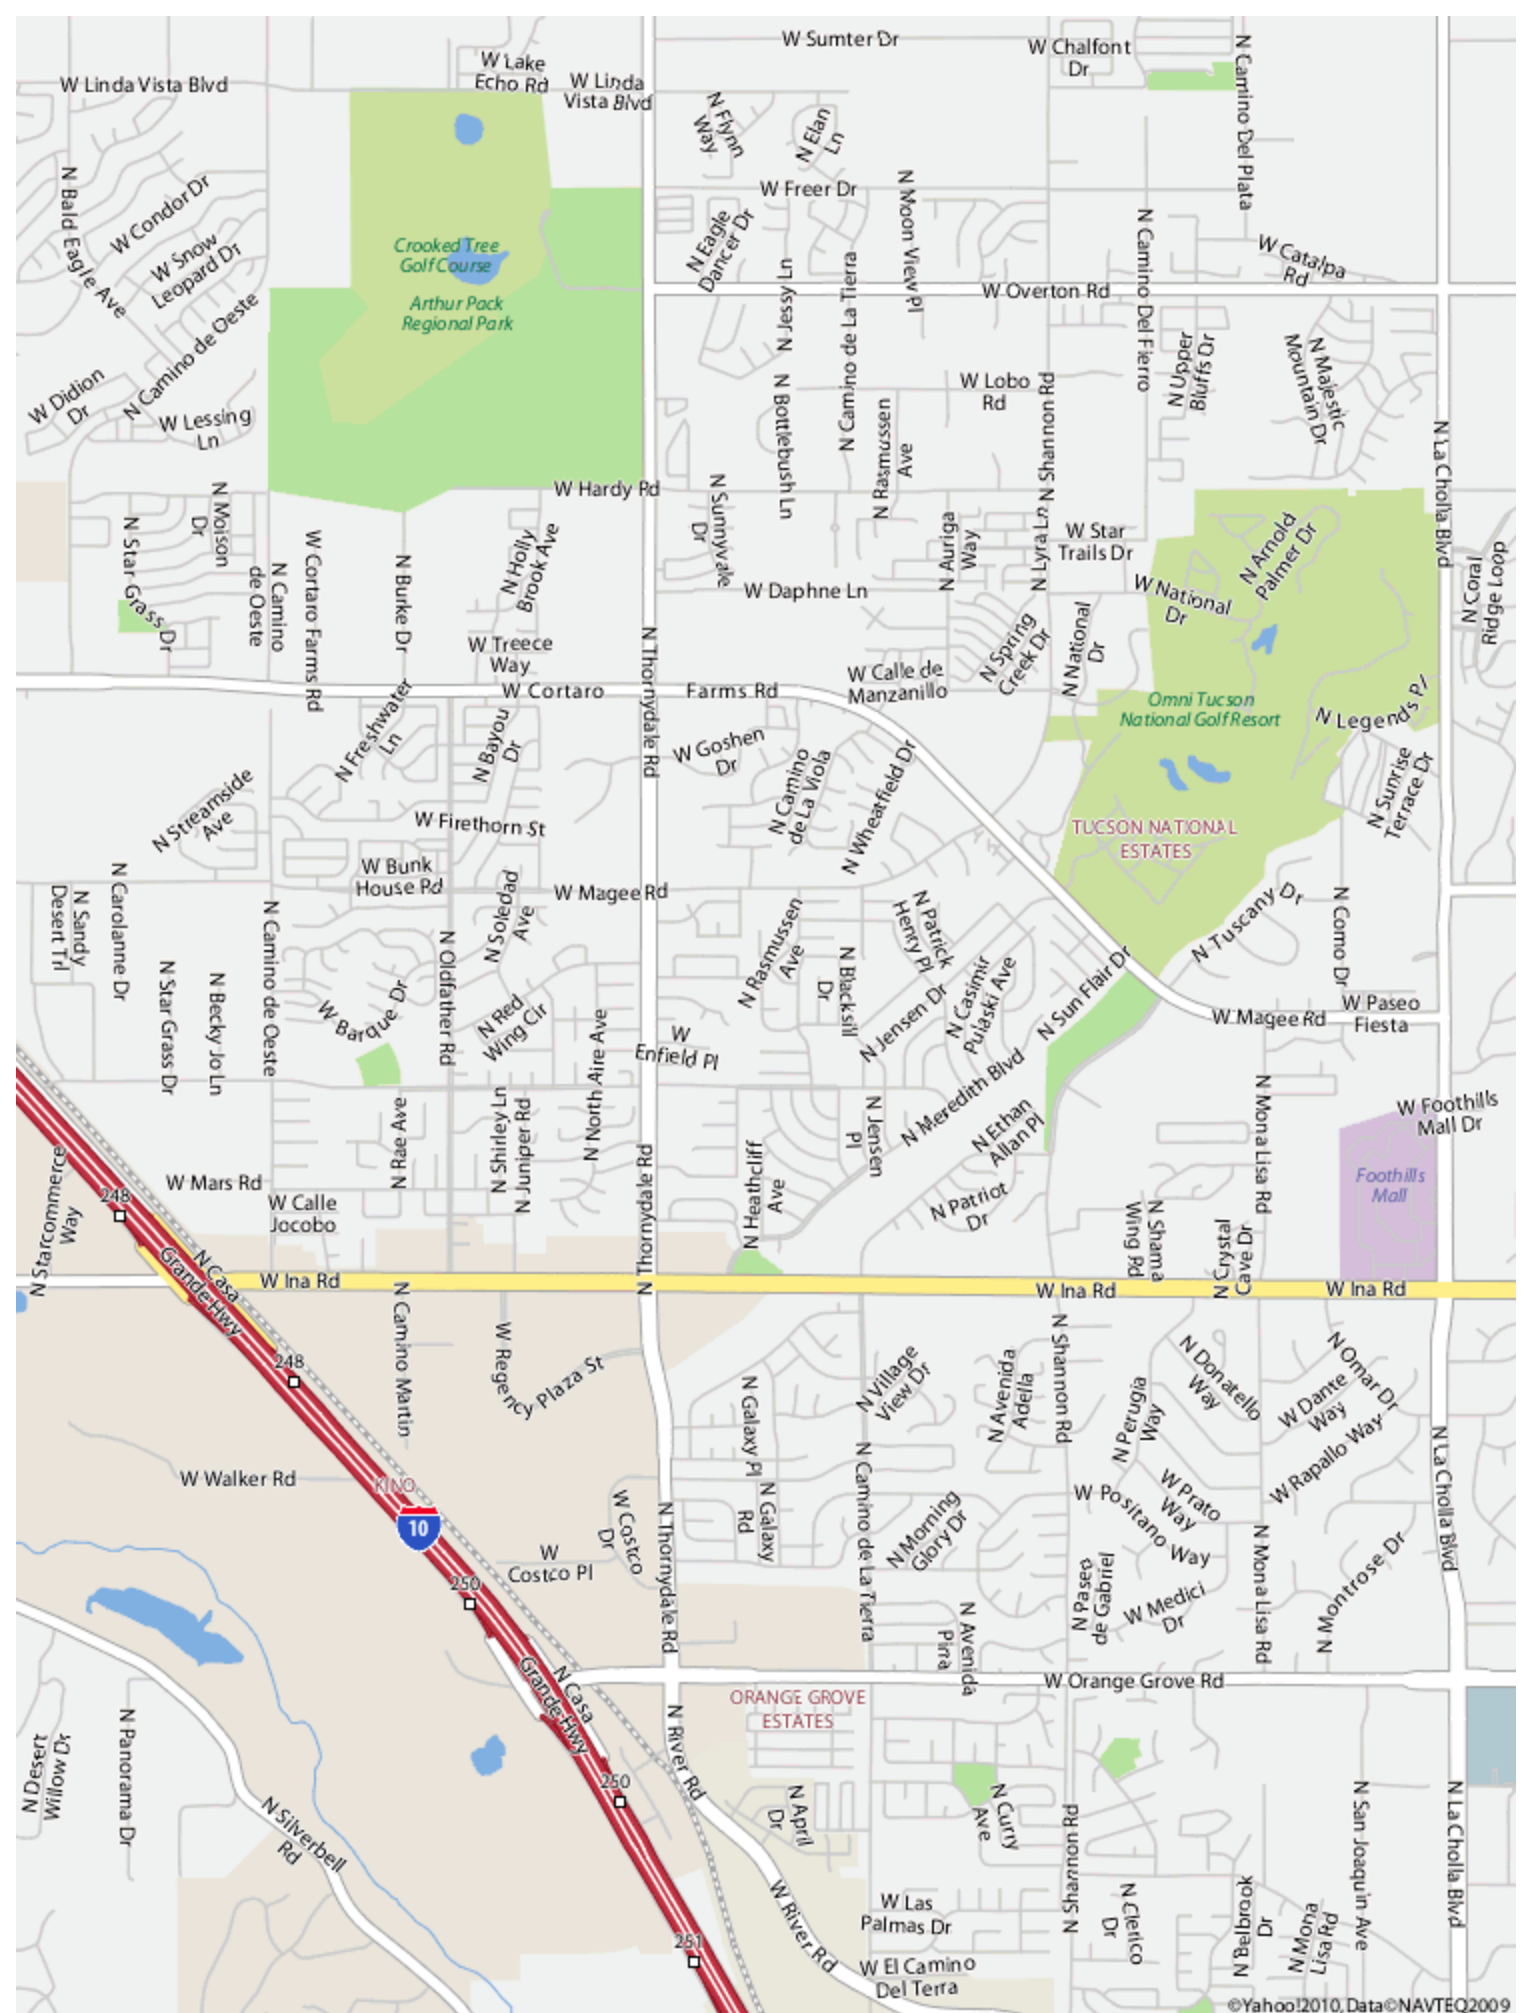 W Sumter Dr
W Chalfont
Dr
N Camino Del Plata
W Lake
Echo Rd
W Linda Vista Blvd
W Linda
Vista Blvd
N Flynn
Way
N Elan
Ln
N Bald Eagle Ave
W Condor Dr
W Snow
Leopard Dr
W Freer Dr
N Moon View Pl
N Eagle
Dancer Dr
Crooked Tree
Golf Course
Arthur Pack
Regional Park
N Jessy Ln
N Camino de La Tierra
N Camino Del Fierro
W Catalpa
Rd
W Overton Rd
N Camino de Oeste
W Didion
Dr
W Lessing
Ln
N Bottlebush Ln
N Rasmussen
Ave
W Lobo
Rd
N Shannon Rd
N Upper
Bluffs Dr
N Majestic
Mountain Dr
N La Cholla Blvd
W Hardy Rd
N Moison
Dr
N Star Grass Dr
N Camino
de Oeste
W Cortaro Farms Rd
N Burke Dr
N Holly
Brook Ave
N Sunnyvale
Dr
N Auriga
Way
N Lyra Ln
W Star
Trails Dr
N Arnold
Palmer Dr
W National
Dr
N Coral
Ridge Loop
W Daphne Ln
W Treece
Way
N Thornydale Rd
N Spring
Creek Dr
N National
Dr
W Calle de
Manzanillo
W Cortaro
Farms Rd
Omni Tucson
National Golf Resort
N Legends Pl
N Freshwater
Ln
N Bayou
Dr
W Goshen
Dr
N Camino
de La Viola
N Wheatfield Dr
N Sunrise
Terrace Dr
N Streamside
Ave
W Firethorn St
TUCSON NATIONAL
ESTATES
W Bunk
House Rd
W Magee Rd
N Sandy
Desert Trl
N Carolanne Dr
N Soledad
Ave
N Patrick
Henry Pl
N Tuscany Dr
N Como Dr
N Star Grass Dr
N Becky Jo Ln
N Camino de Oeste
W Barque Dr
N Oldfather Rd
N Red
Wing Cir
N Rasmussen
Ave
N Blacksill
Dr
N Jensen Dr
N Casimir
Pulaski Ave
N Sun Flair Dr
W Magee Rd
W Paseo
Fiesta
N North Aire Ave
W
Enfield Pl
N Meredith Blvd
N Rae Ave
N Shirley Ln
N Juniper Rd
N Jensen
Pl
N Ethan
Allan Pl
N Mona Lisa Rd
W Foothills
Mall Dr
Foothills
Mall
N Starcommerce
Way
248
W Mars Rd
W Calle
Jocobo
N Thornydale Rd
N Heathcliff
Ave
N Patriot
Dr
N Shama
Wing Rd
N Crystal
Cave Dr
N Casa
Grande Hwy
W Ina Rd
W Ina Rd
W Ina Rd
248
N Camino Martin
W Regency Plaza St
N Galaxy Pl
N Village
View Dr
N Avenida
Adella
N Shannon Rd
N Perugia
Way
N Donatello
Way
N Omar Dr
W Dante
Way
W Rapallo Way
N La Cholla Blvd
W Walker Rd
KINO
10
W Costco
Dr
N Thornydale Rd
N Galaxy
Rd
N Camino de La Tierra
N Morning
Glory Dr
W Prato
Way
W Positano Way
W
Costco Pl
250
N Paseo
de Gabriel
W Medici
Dr
N Mona Lisa Rd
N W Montrose Dr
N Avenida
Pirra
N Casa
Grande Hwy
W Orange Grove Rd
ORANGE GROVE
ESTATES
N River Rd
N Desert
Willow Dr
N Panorama Dr
N Silverbell
Rd
250
N April
Dr
N Curry
Ave
N Shannon Rd
N San Joaquin Ave
N La Cholla Blvd
W Las
Palmas Dr
N Clerico
Dr
N Belbrook
Dr
N Mona
Lisa Rd
W River Rd
251
W El Camino
Del Terra
©Yahoo!2010, Data©NAVTEQ2009